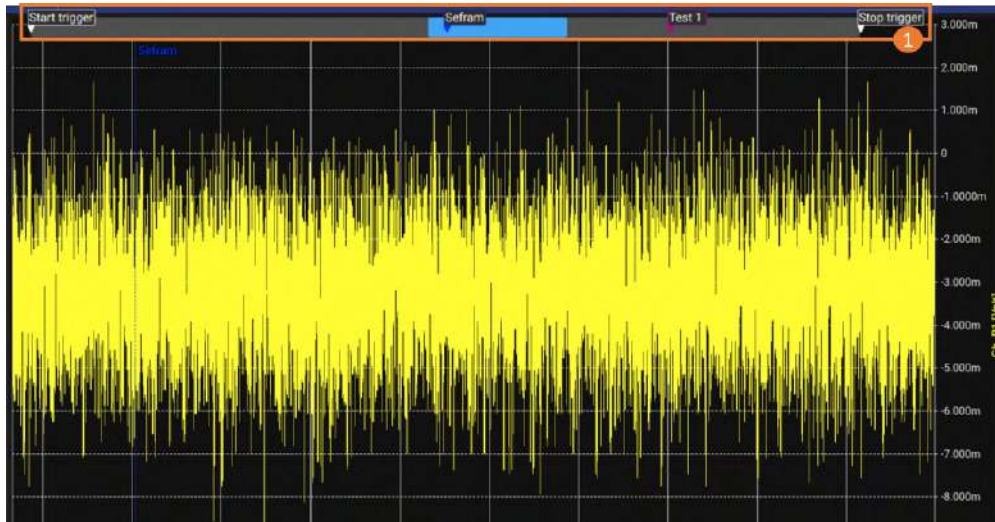 Start trigger
Sefram
Test 1
Stop trigger
1
3.000m
Sefram
2.000m
1.000m
0
-1.0000m
-2.000m
-3.000m
-4.000m
-5.000m
-6.000m
-7.000m
-8.000m